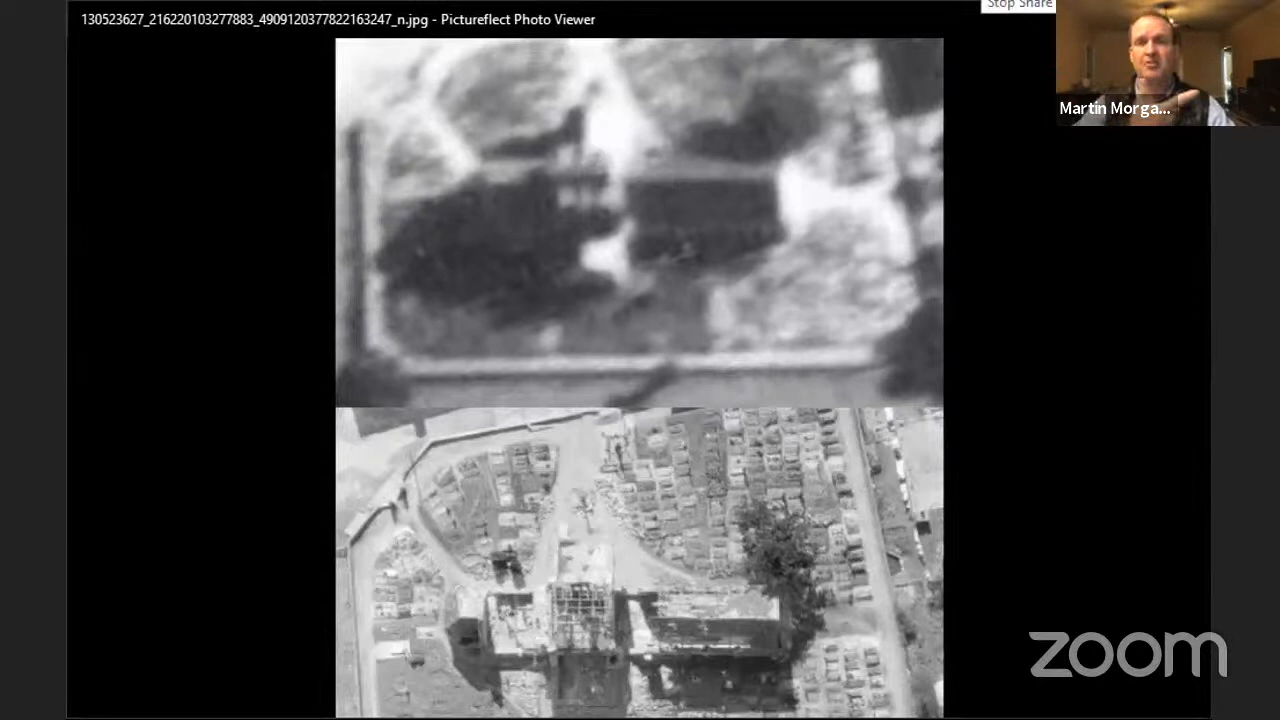 130523627_216220103277883_4909120377822163247_n.jpg - Pictureflect Photo Viewer
Stop Share
Martin Morga...
zoom